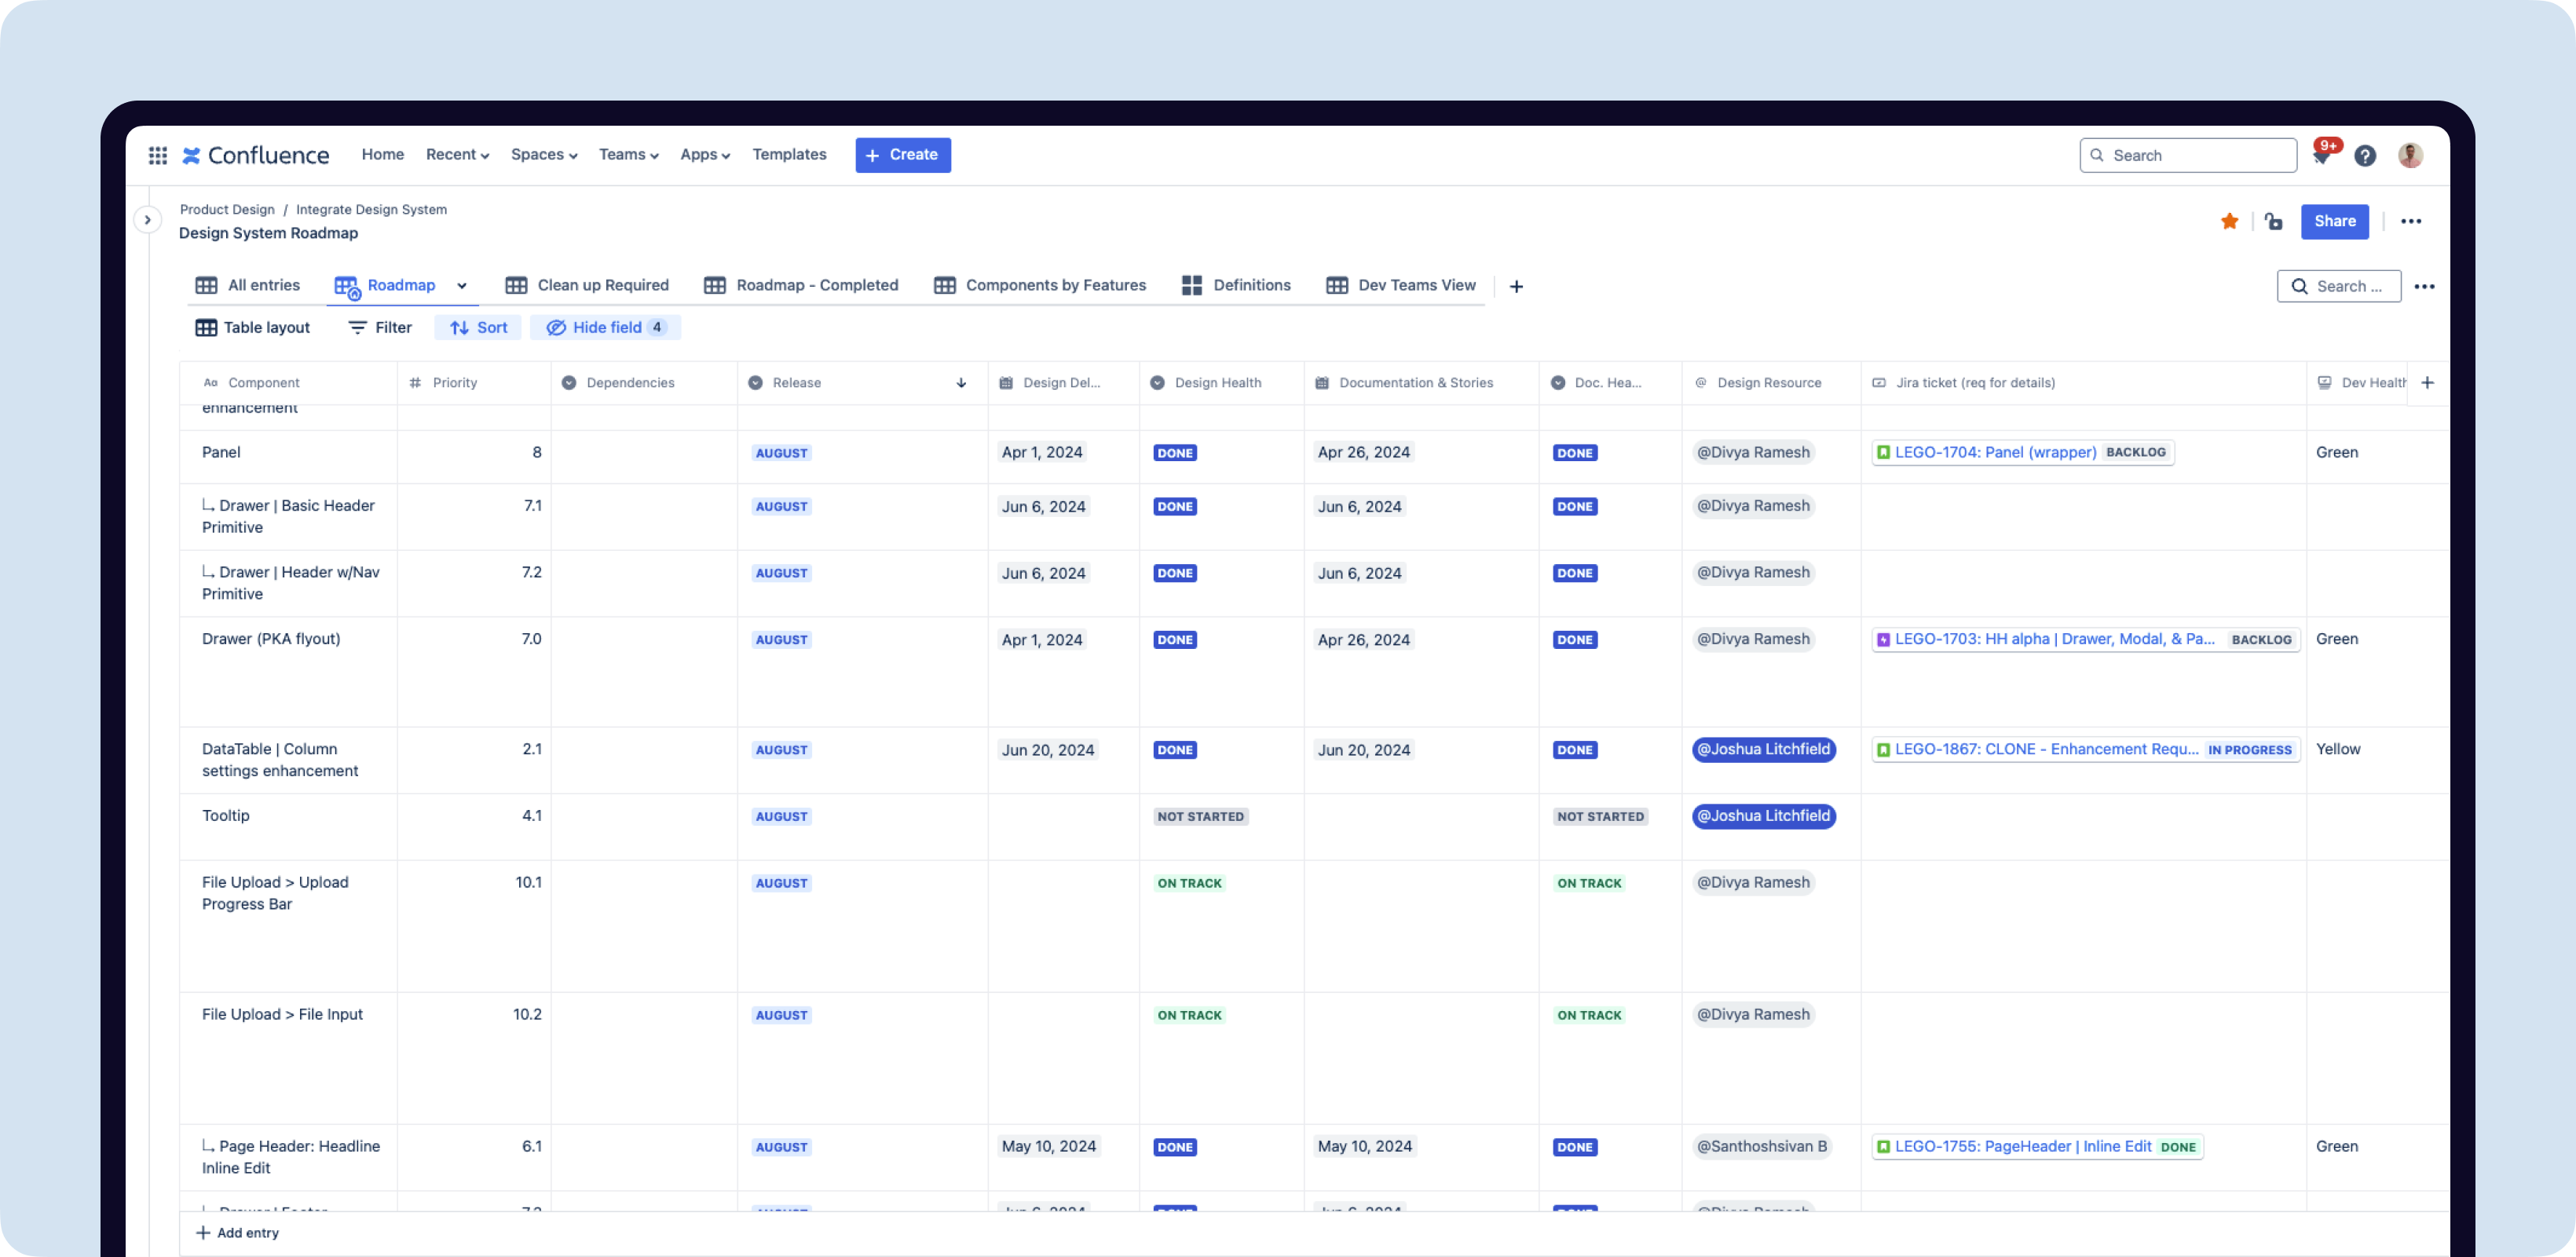 Confluence Home Recent Spaces Teams Apps Templates + Create Search 9+ ?
Product Design / Integrate Design System
Design System Roadmap
Share
All entries Roadmap Clean up Required Roadmap - Completed Components by Features Definitions Dev Teams View + Search ...
Table layout Filter Sort Hide field 4
Aa Component # Priority Dependencies Release Design Del... Design Health Documentation & Stories Doc. Hea... @ Design Resource Jira ticket (req for details) Dev Health +
enhancement
Panel 8 AUGUST Apr 1, 2024 DONE Apr 26, 2024 DONE @Divya Ramesh LEGO-1704: Panel (wrapper) BACKLOG Green
Drawer | Basic Header 7.1 AUGUST Jun 6, 2024 DONE Jun 6, 2024 DONE @Divya Ramesh
Primitive
Drawer | Header w/Nav 7.2 AUGUST Jun 6, 2024 DONE Jun 6, 2024 DONE @Divya Ramesh
Primitive
Drawer (PKA flyout) 7.0 AUGUST Apr 1, 2024 DONE Apr 26, 2024 DONE @Divya Ramesh LEGO-1703: HH alpha | Drawer, Modal, & Pa... BACKLOG Green
DataTable | Column 2.1 AUGUST Jun 20, 2024 DONE Jun 20, 2024 DONE @Joshua Litchfield LEGO-1867: CLONE - Enhancement Requ... IN PROGRESS Yellow
settings enhancement
Tooltip 4.1 AUGUST NOT STARTED NOT STARTED @Joshua Litchfield
File Upload > Upload 10.1 AUGUST ON TRACK ON TRACK @Divya Ramesh
Progress Bar
File Upload > File Input 10.2 AUGUST ON TRACK ON TRACK @Divya Ramesh
Page Header: Headline 6.1 AUGUST May 10, 2024 DONE May 10, 2024 DONE @Santhoshsivan B LEGO-1755: PageHeader | Inline Edit DONE Green
Inline Edit
+ Add entry